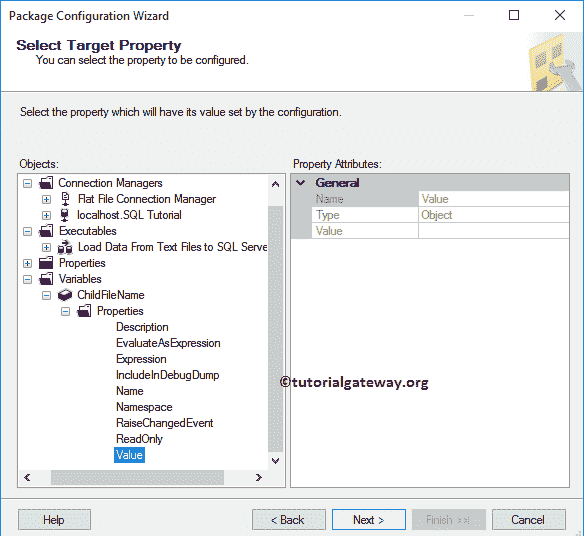 Package Configuration Wizard
Select Target Property
You can select the property to be configured.
Select the property which will have its value set by the configuration.
Objects:
Connection Managers
Flat File Connection Manager
localhost.SQL Tutorial
Executables
Load Data From Text Files to SQL Serve
Properties
Variables
ChildFileName
Properties
Description
EvaluateAsExpression
Expression
IncludeInDebugDump
Name
Namespace
RaiseChangedEvent
ReadOnly
Value
Property Attributes:
General
Name Value
Type Object
Value
©tutorialgateway.org
Help
< Back
Next >
Finish >>|
Cancel